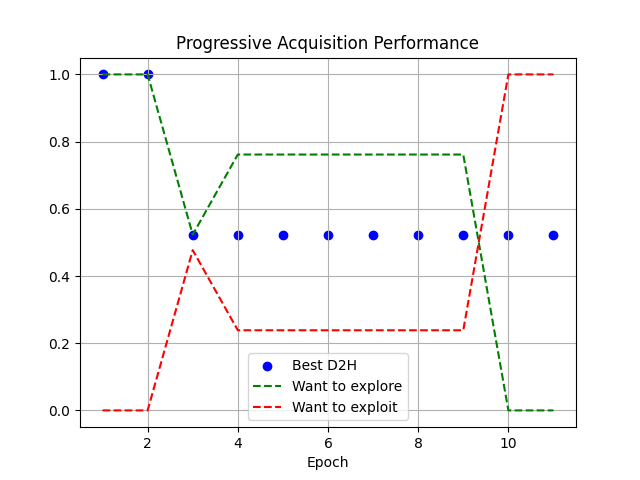 Progressive Acquisition Performance
1.0
0.8
0.6
0.4
0.2
0.0
Best D2H
Want to explore
Want to exploit
2 4 6 8 10
Epoch